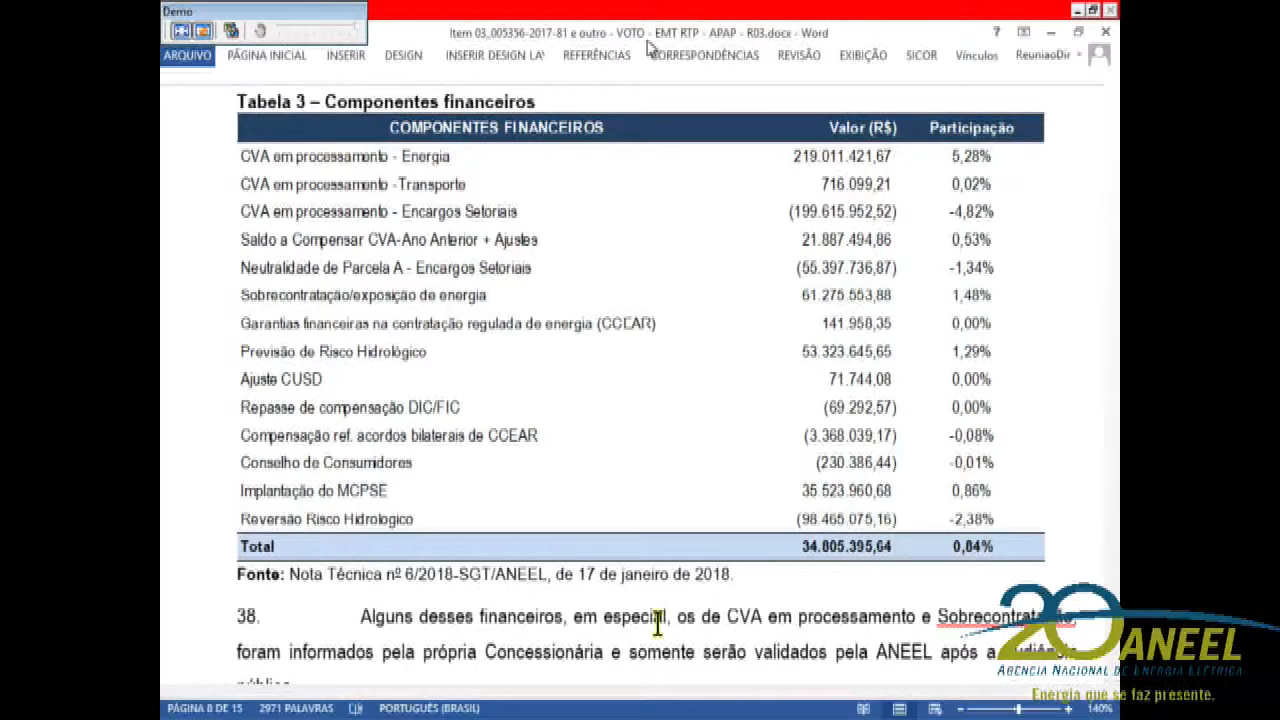 Demo
Item 03_005356-2017-81 e outro - VOTO - EMT RTP - APAP - R03.docx - Word
ARQUIVO PÁGINA INICIAL INSERIR DESIGN INSERIR DESIGN LA REFERÊNCIAS CORRESPONDÊNCIAS REVISÃO EXIBIÇÃO SICOR Vínculos ReuniaoDir
Tabela 3 – Componentes financeiros
COMPONENTES FINANCEIROS Valor (R$) Participação
CVA em processamento - Energia 219.011.421,67 5,28%
CVA em processamento -Transporte 716.099,21 0,02%
CVA em processamento - Encargos Setoriais (199.615.952,52) -4,82%
Saldo a Compensar CVA-Ano Anterior + Ajustes 21.887.494,86 0,53%
Neutralidade de Parcela A - Encargos Setoriais (55.397.736,87) -1,34%
Sobrecontratação/exposição de energia 61.275.553,88 1,48%
Garantias financeiras na contratação regulada de energia (CCEAR) 141.958,35 0,00%
Previsão de Risco Hidrológico 53.323.645,65 1,29%
Ajuste CUSD 71.744,08 0,00%
Repasse de compensação DIC/FIC (69.292,57) 0,00%
Compensação ref. acordos bilaterais de CCEAR (3.368.039,17) -0,08%
Conselho de Consumidores (230.386,44) -0,01%
Implantação do MCPSE 35.523.960,68 0,86%
Reversão Risco Hidrologico (98.465.075,16) -2,38%
Total 34.805.395,64 0,84%
Fonte: Nota Técnica nº 6/2018-SGT/ANEEL, de 17 de janeiro de 2018.
38. Alguns desses financeiros, em especial, os de CVA em processamento e
foram informados pela própria Concessionária e somente serão validados pela ANEEL após a
20 ANEEL
AGÊNCIA NACIONAL DE ENERGIA ELÉTRICA
Energia que se faz presente.
PÁGINA 8 DE 15 2971 PALAVRAS PORTUGUÊS (BRASIL) 140%